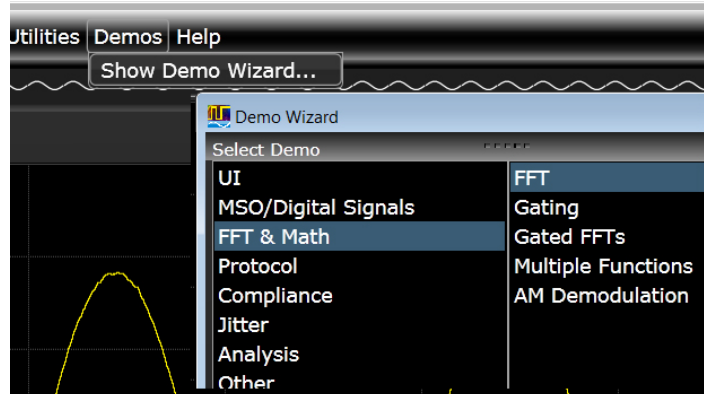 Utilities Demos Help
Show Demo Wizard...
Demo Wizard
Select Demo
UI
MSO/Digital Signals
FFT & Math
Protocol
Compliance
Jitter
Analysis
Other
FFT
Gating
Gated FFTs
Multiple Functions
AM Demodulation